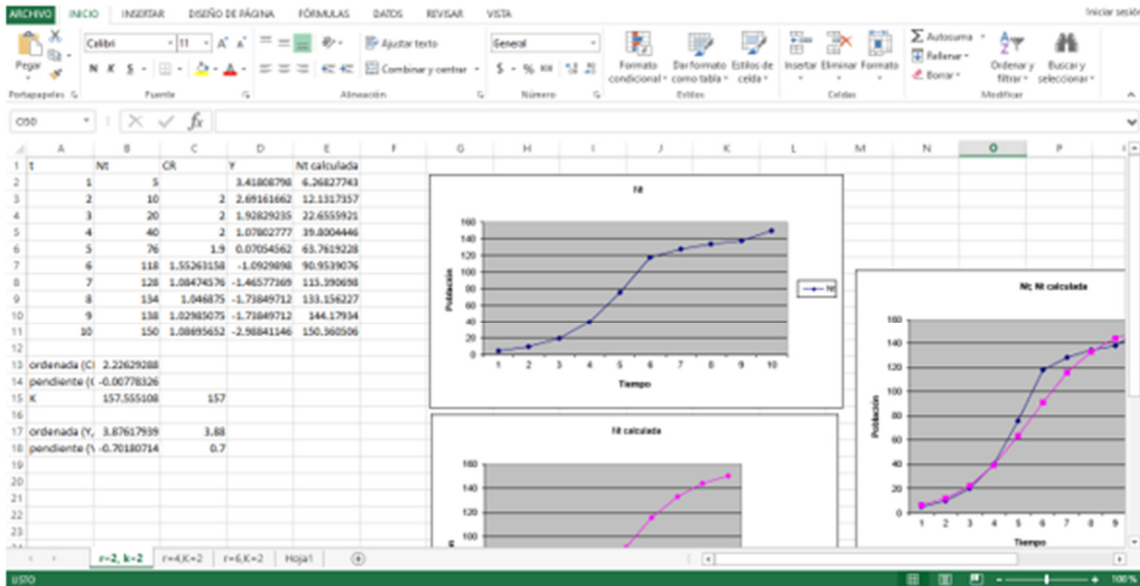 ARCHIVO INICIO INSERTAR DISEÑO DE PÁGINA FÓRMULAS DATOS REVISAR VISTA Iniciar sesión
Pegar
Calibri 11 A A
N K S
Ajustar texto
Combinar y centrar
General
$ % 000
Formato condicional
Dar formato como tabla
Estilos de celda
Insertar Eliminar Formato
Autosuma
Rellenar
Borrar
Ordenar y filtrar
Buscar y seleccionar
Portapapeles Fuente Alineación Número Estilos Celdas Modificar
O50 fx
A B C D E F G H I J K L M N O P
1 t Nt CR Y Nt calculada
2 1 5 3.41808798 6.26827743
3 2 10 2 2.69161662 12.1317357
4 3 20 2 1.92829235 22.6555921
5 4 40 2 1.07802777 39.8004446
6 5 76 1.9 0.07054562 63.7619228
7 6 118 1.55263158 -1.0929898 90.9539076
8 7 128 1.08474576 -1.46577369 115.390698
9 8 134 1.046875 -1.73849712 133.156227
10 9 138 1.02985075 -1.73849712 144.17934
11 10 150 1.08695652 -2.98841146 150.360506
12
13 ordenada (C 2.22629288
14 pendiente ( -0.00778326
15 K 157.555108 157
16
17 ordenada (Y, 3.87617939 3.88
18 pendiente (Y -0.70180714 0.7
19
20
21
22
23
Nt
160
140
120
100
80
60
40
20
0
Población
1 2 3 4 5 6 7 8 9 10
Tiempo
Nt
Nt calculada
160
140
120
100
Nt; Nt calculada
160
140
120
100
80
60
40
20
0
Población
1 2 3 4 5 6 7 8 9
Tiempo
r=2, k=2 r=4,K=2 r=6,K=2 Hoja1
LISTO 100 %